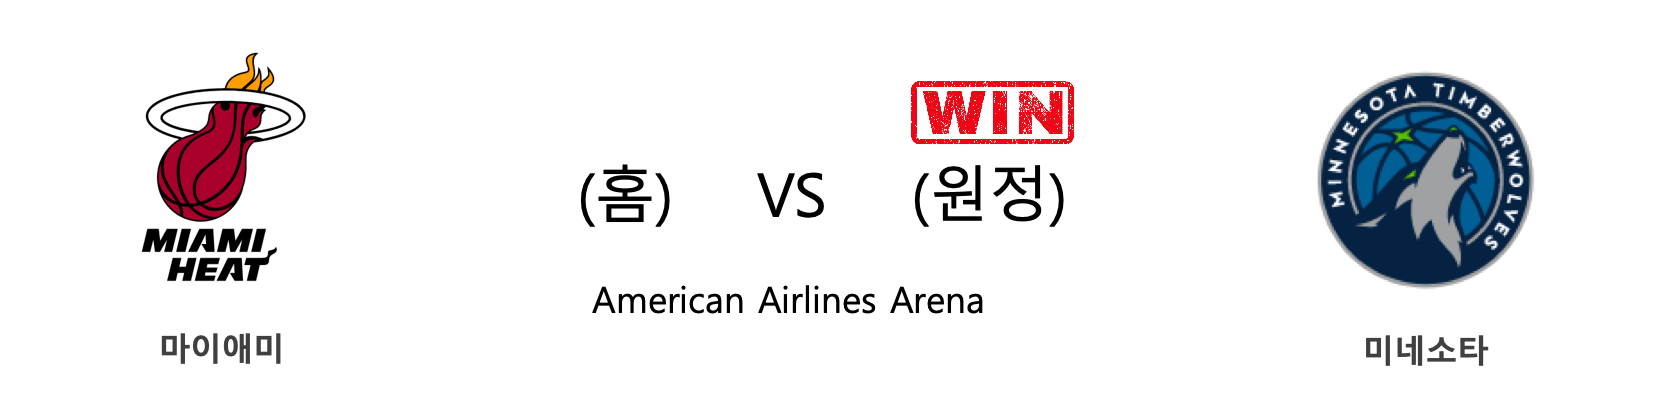 MIAMI
HEAT
마이애미
WIN
(홈) VS (원정)
American Airlines Arena
MINNESOTA TIMBERWOLVES
미네소타